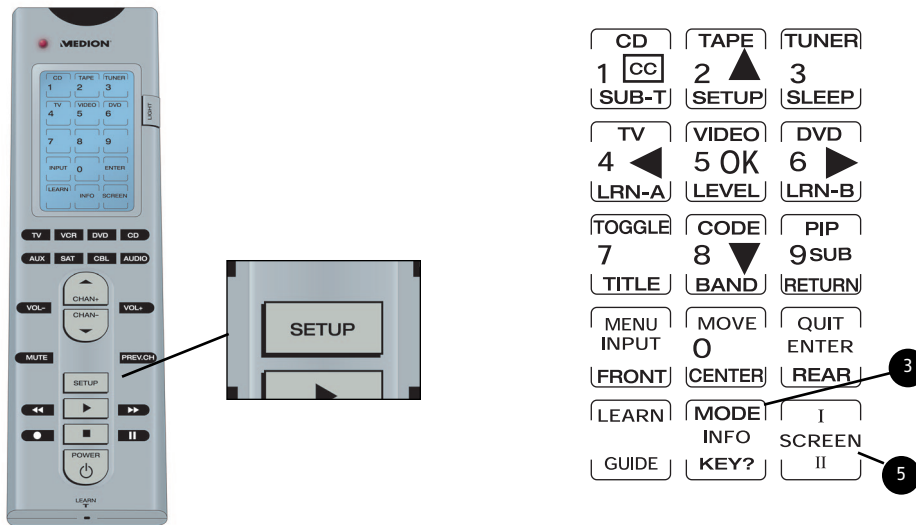 MEDION
CD TAPE TUNER
1 2 3
TV VIDEO DVD
4 5 6
LIGHT
7 8 9
INPUT 0 ENTER
LEARN INFO SCREEN
TV VCR DVD CD
AUX SAT CBL AUDIO
CHAN+
VOL– VOL+
CHAN–
MUTE PREV.CH
SETUP
POWER
LEARN
SETUP
CD TAPE TUNER
1 CC 2 3
SUB-T SETUP SLEEP
TV VIDEO DVD
4 5 OK 6
LRN-A LEVEL LRN-B
TOGGLE CODE PIP
7 8 9 SUB
TITLE BAND RETURN
MENU MOVE QUIT
INPUT 0 ENTER
FRONT CENTER REAR
3
LEARN MODE I
INFO SCREEN
GUIDE KEY? II
5